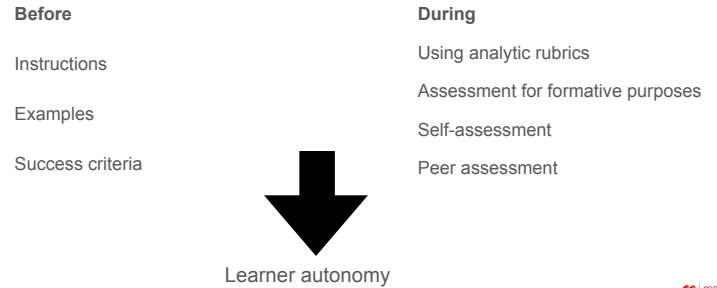 Before
Instructions
Examples
Success criteria
During
Using analytic rubrics
Assessment for formative purposes
Self-assessment
Peer assessment
Learner autonomy